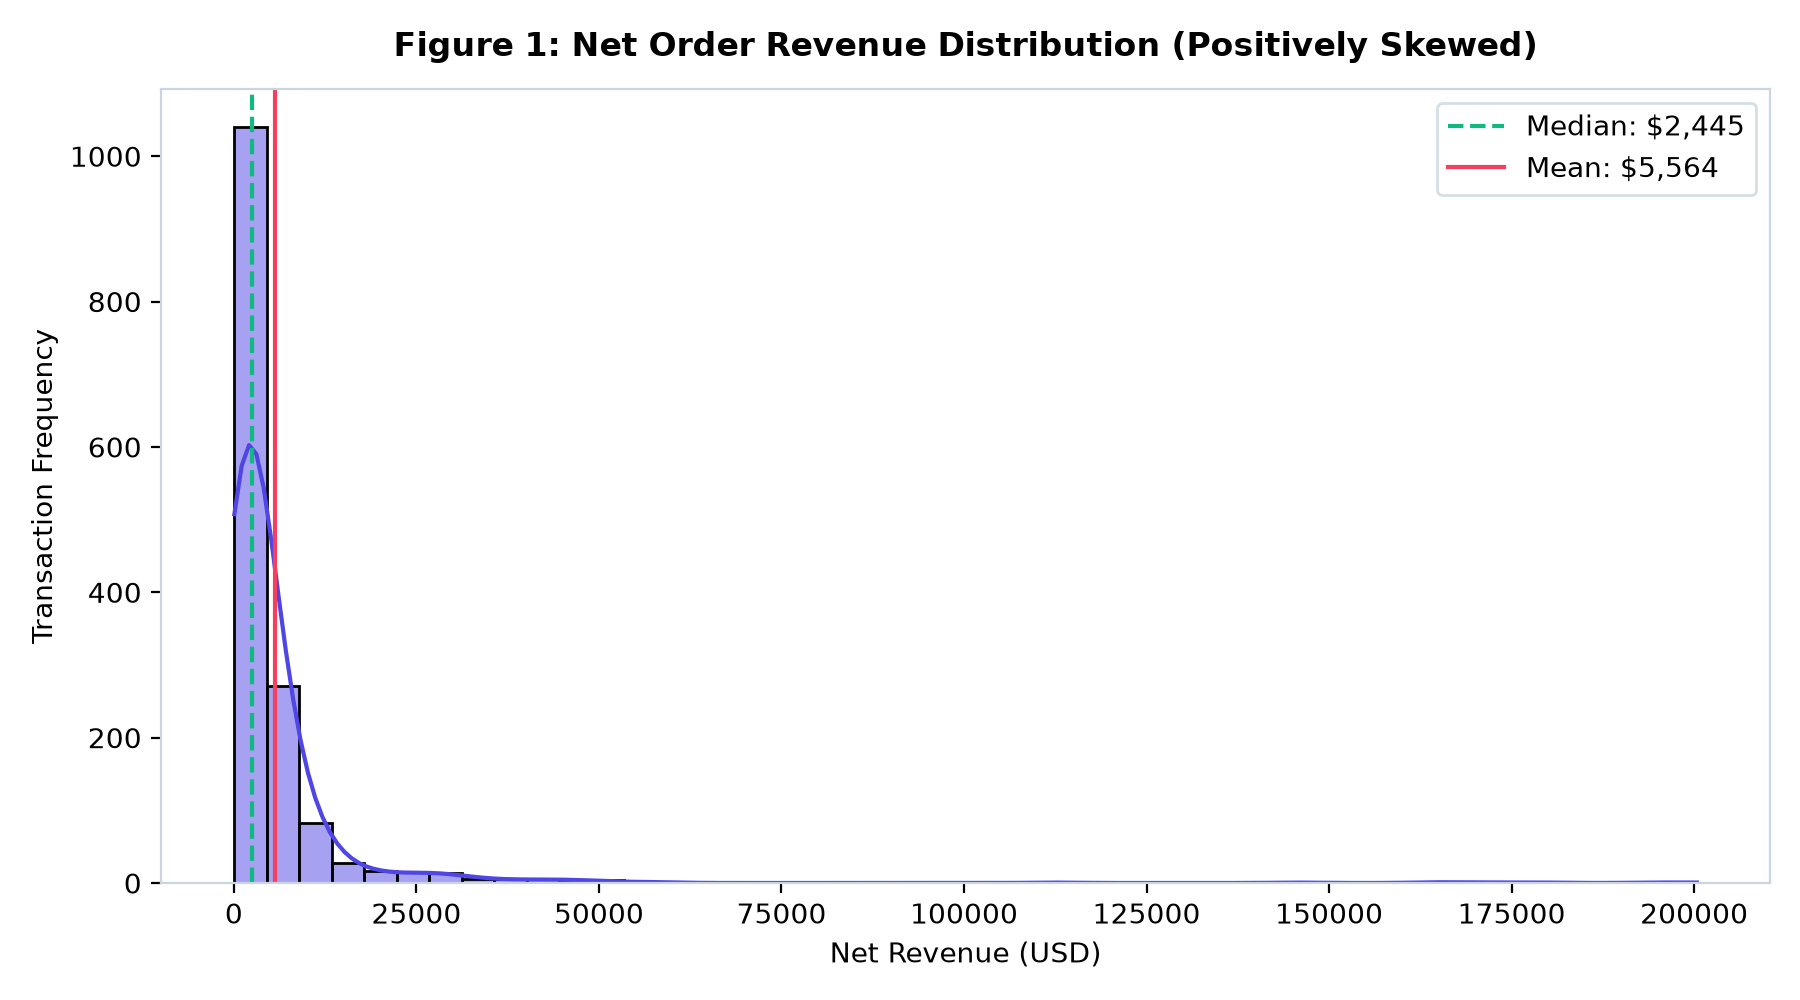 Figure 1: Net Order Revenue Distribution (Positively Skewed)
Median: $2,445
Mean: $5,564
Transaction Frequency
1000
800
600
400
200
0
0 25000 50000 75000 100000 125000 150000 175000 200000
Net Revenue (USD)